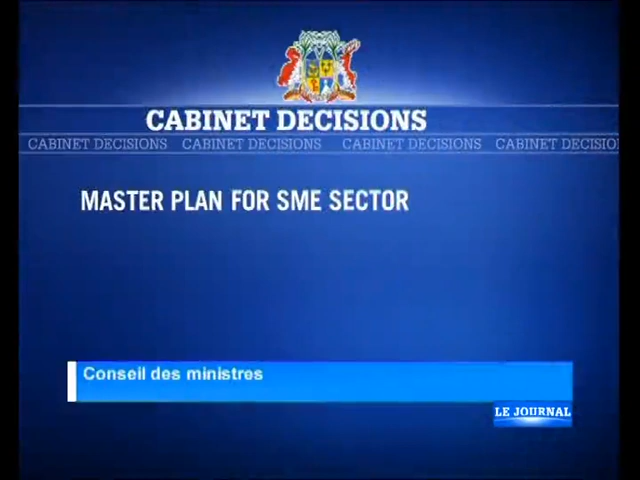 CABINET DECISIONS
CABINET DECISIONS CABINET DECISIONS CABINET DECISIONS CABINET DECISIO
MASTER PLAN FOR SME SECTOR
Conseil des ministres
LE JOURNAL